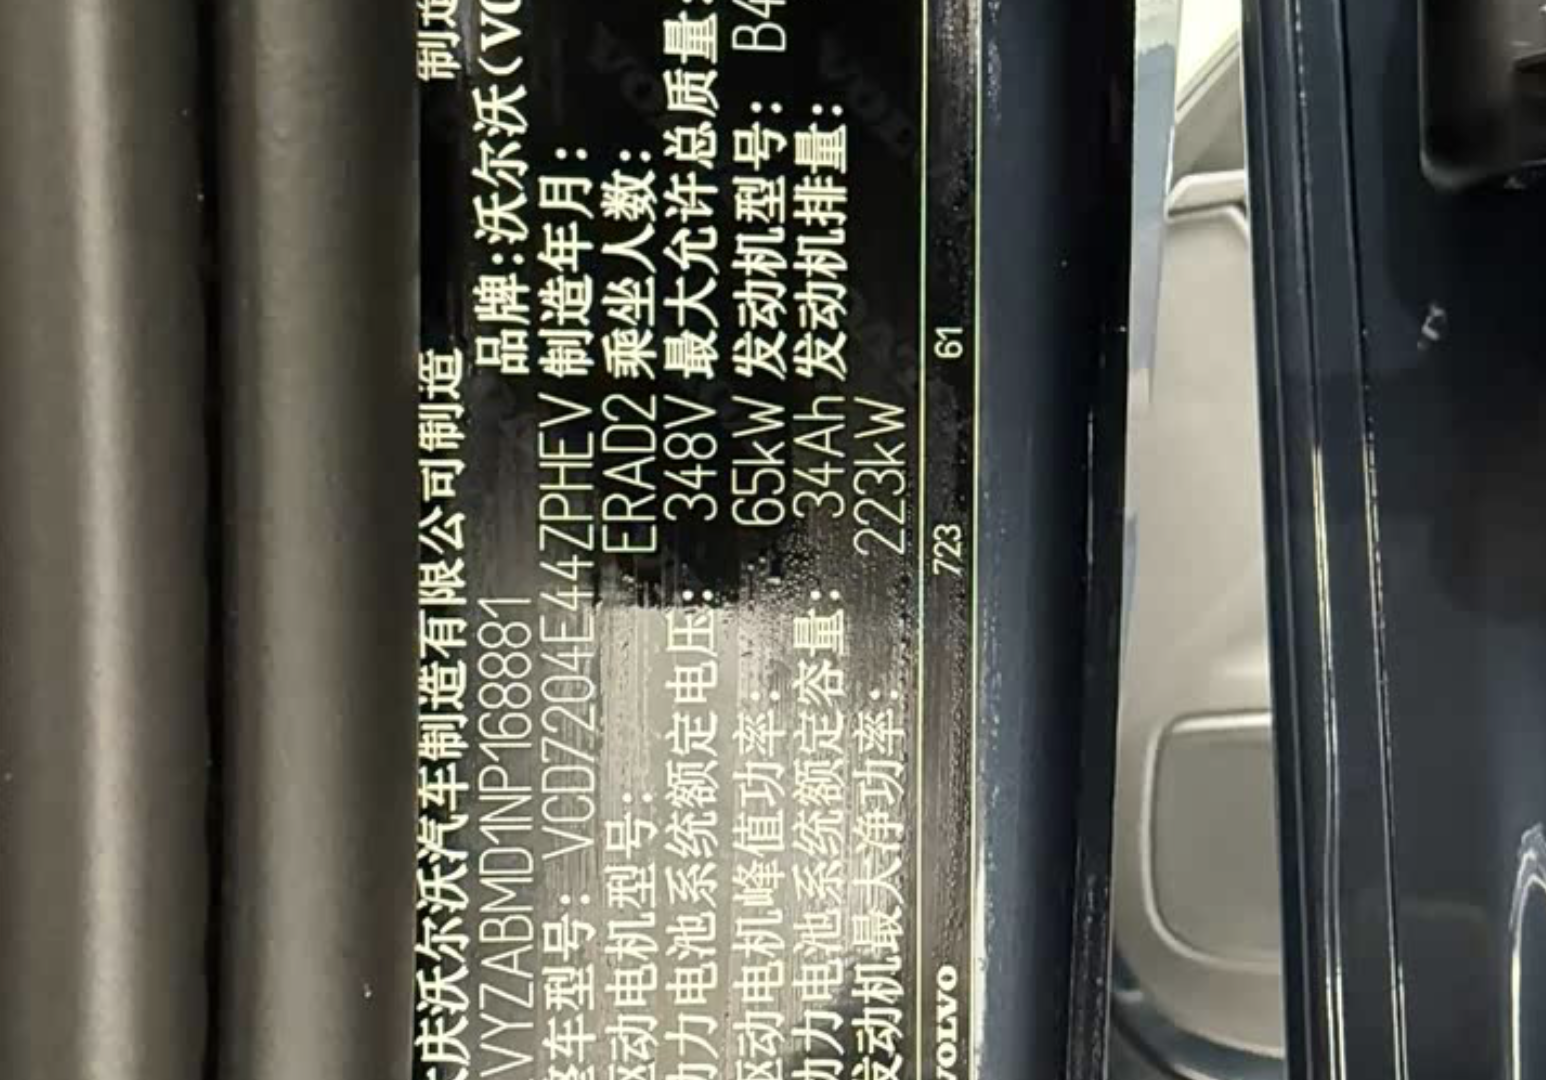 庆沃尔沃汽车制造有限公司制造 制造
VYZABMD1NP168881 品牌:沃尔沃(VO
车型号: VCD7204E44ZPHEV 制造年月:
驱动电机型号: ERAD2 乘坐人数:
动力电池系统额定电压: 348V 最大允许总质量:
驱动电机峰值功率: 65kW 发动机型号: B4
动力电池系统额定容量: 34Ah 发动机排量:
发动机最大净功率: 223kW
VOLVO 723 61